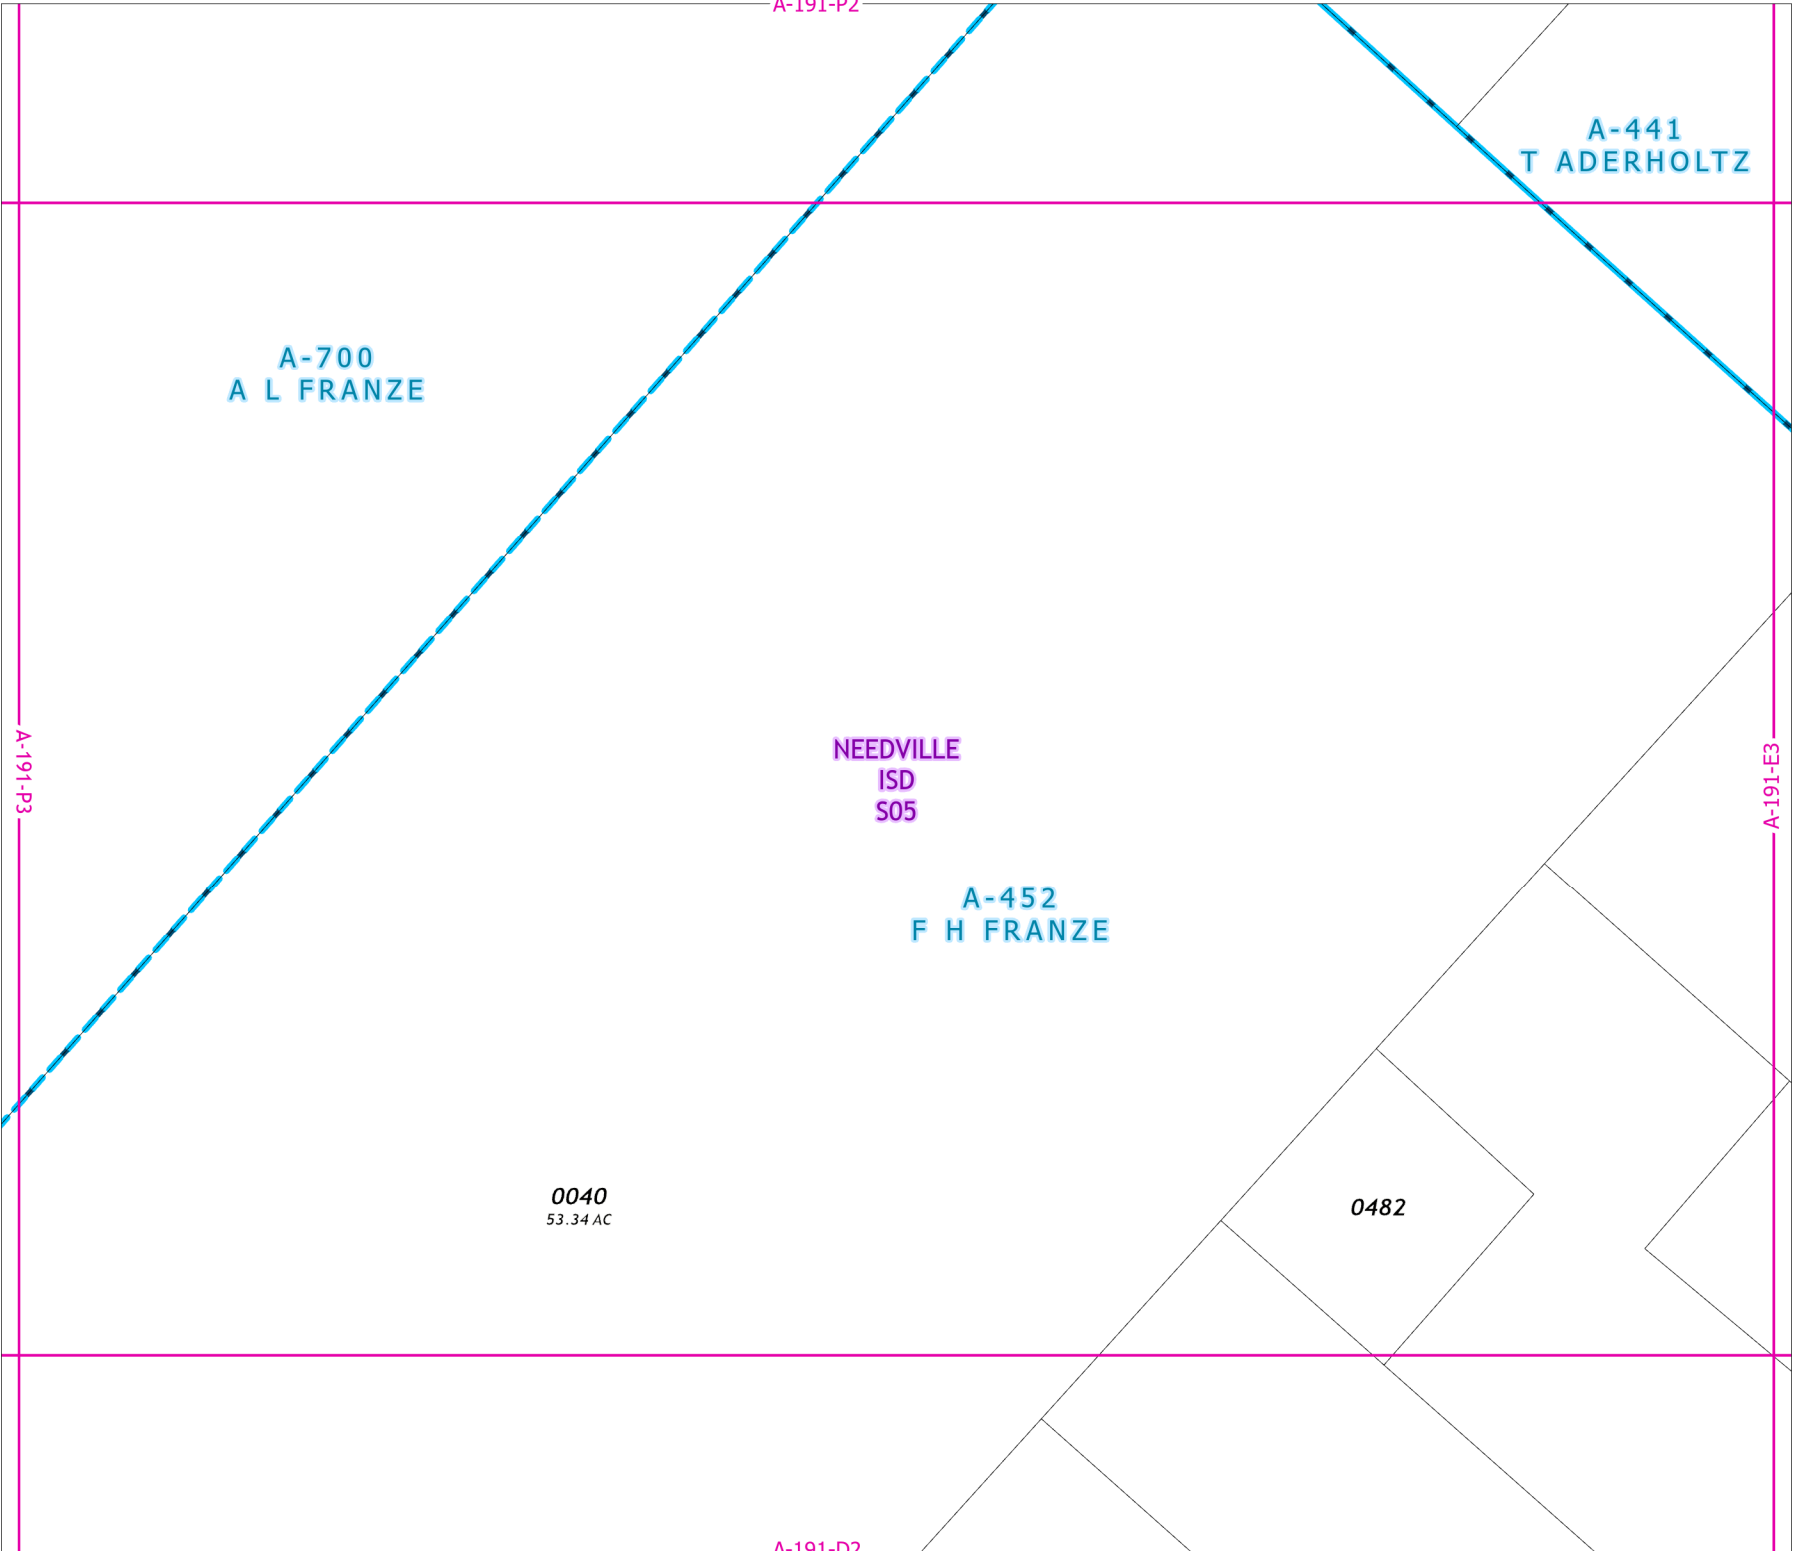 A-191-P2
A-441
T ADERHOLTZ
A-700
A L FRANZE
A-191-P3
NEEDVILLE
ISD
S05
A-191-E3
A-452
F H FRANZE
0040
53.34 AC
0482
A-191-D2